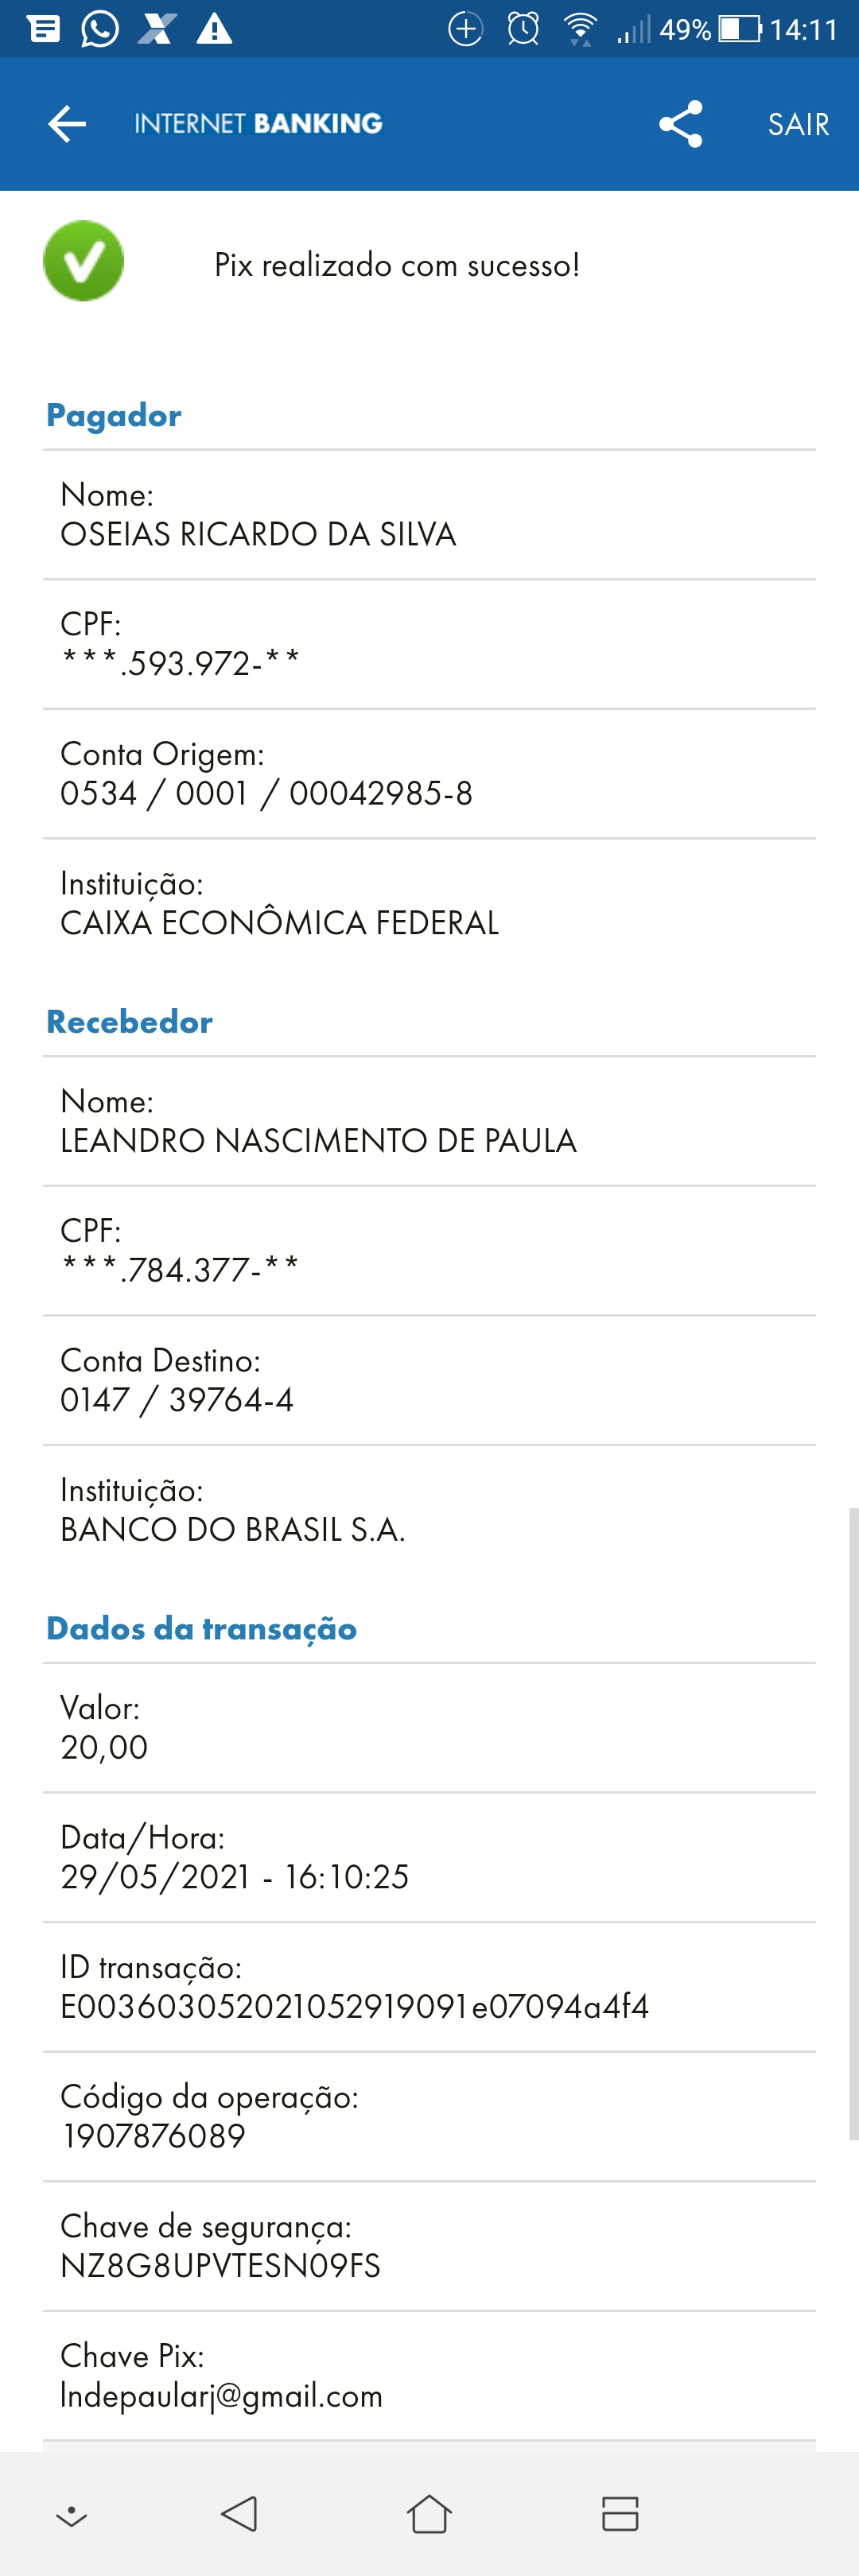 49% 14:11
INTERNET BANKING SAIR
Pix realizado com sucesso!
Pagador
Nome:
OSEIAS RICARDO DA SILVA
CPF:
***.593.972-**
Conta Origem:
0534 / 0001 / 00042985-8
Instituição:
CAIXA ECONÔMICA FEDERAL
Recebedor
Nome:
LEANDRO NASCIMENTO DE PAULA
CPF:
***.784.377-**
Conta Destino:
0147 / 39764-4
Instituição:
BANCO DO BRASIL S.A.
Dados da transação
Valor:
20,00
Data/Hora:
29/05/2021 - 16:10:25
ID transação:
E003603052021052919091e07094a4f4
Código da operação:
1907876089
Chave de segurança:
NZ8G8UPVTESN09FS
Chave Pix:
lndepaularj@gmail.com